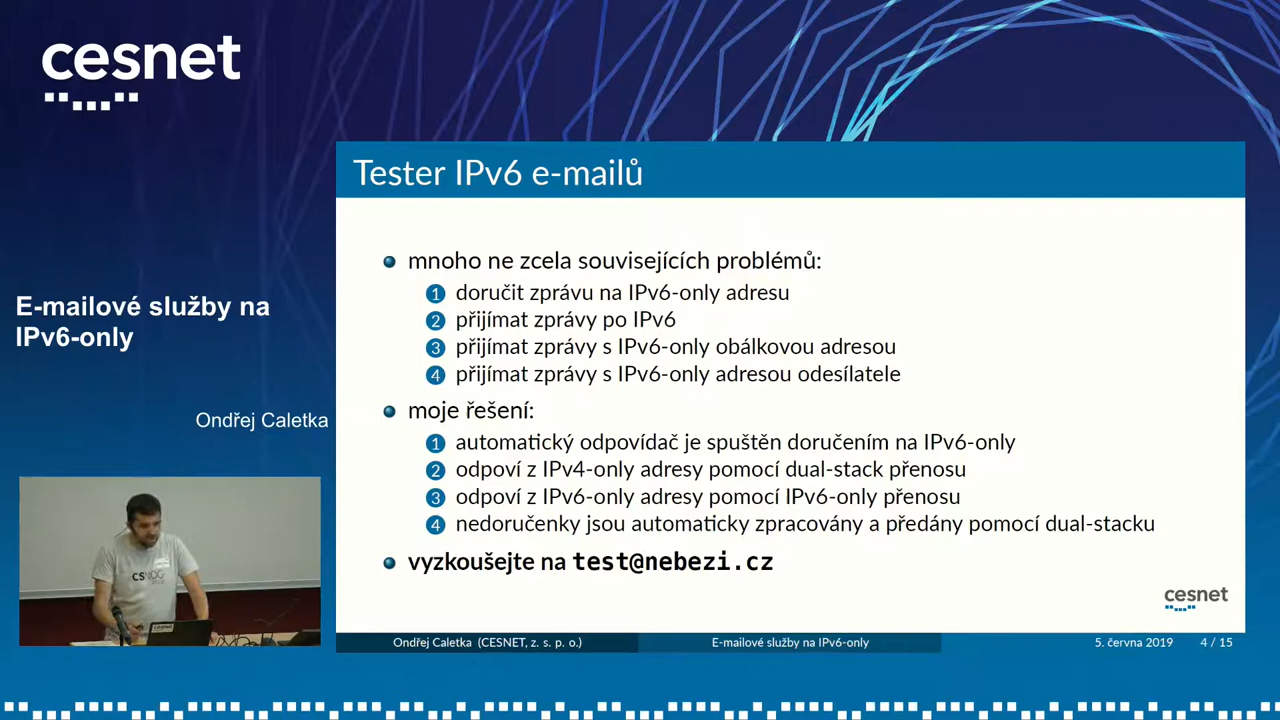 cesnet
Tester IPv6 e-mailů
mnoho ne zcela souvisejících problémů:
1 doručit zprávu na IPv6-only adresu
2 přijímat zprávy po IPv6
3 přijímat zprávy s IPv6-only obálkovou adresou
4 přijímat zprávy s IPv6-only adresou odesílatele
moje řešení:
1 automatický odpovídač je spuštěn doručením na IPv6-only
2 odpoví z IPv4-only adresy pomocí dual-stack přenosu
3 odpoví z IPv6-only adresy pomocí IPv6-only přenosu
4 nedoručenky jsou automaticky zpracovány a předány pomocí dual-stacku
vyzkoušejte na test@nebezi.cz
cesnet
Ondřej Caletka (CESNET, z. s. p. o.) E-mailové služby na IPv6-only 5. června 2019 4 / 15
E-mailové služby na
IPv6-only
Ondřej Caletka
CSNOG